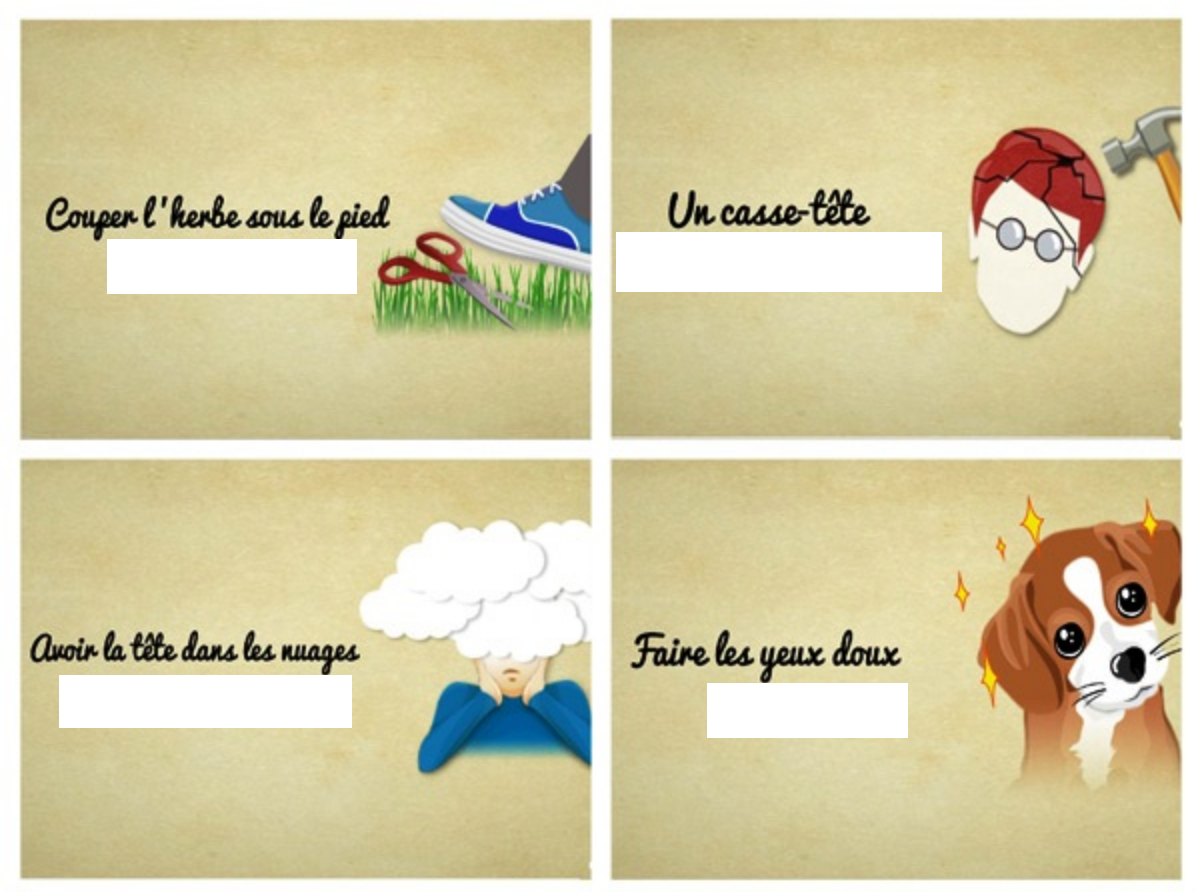 Couper l'herbe sous le pied
Un casse-tête
Avoir la tête dans les nuages
Faire les yeux doux